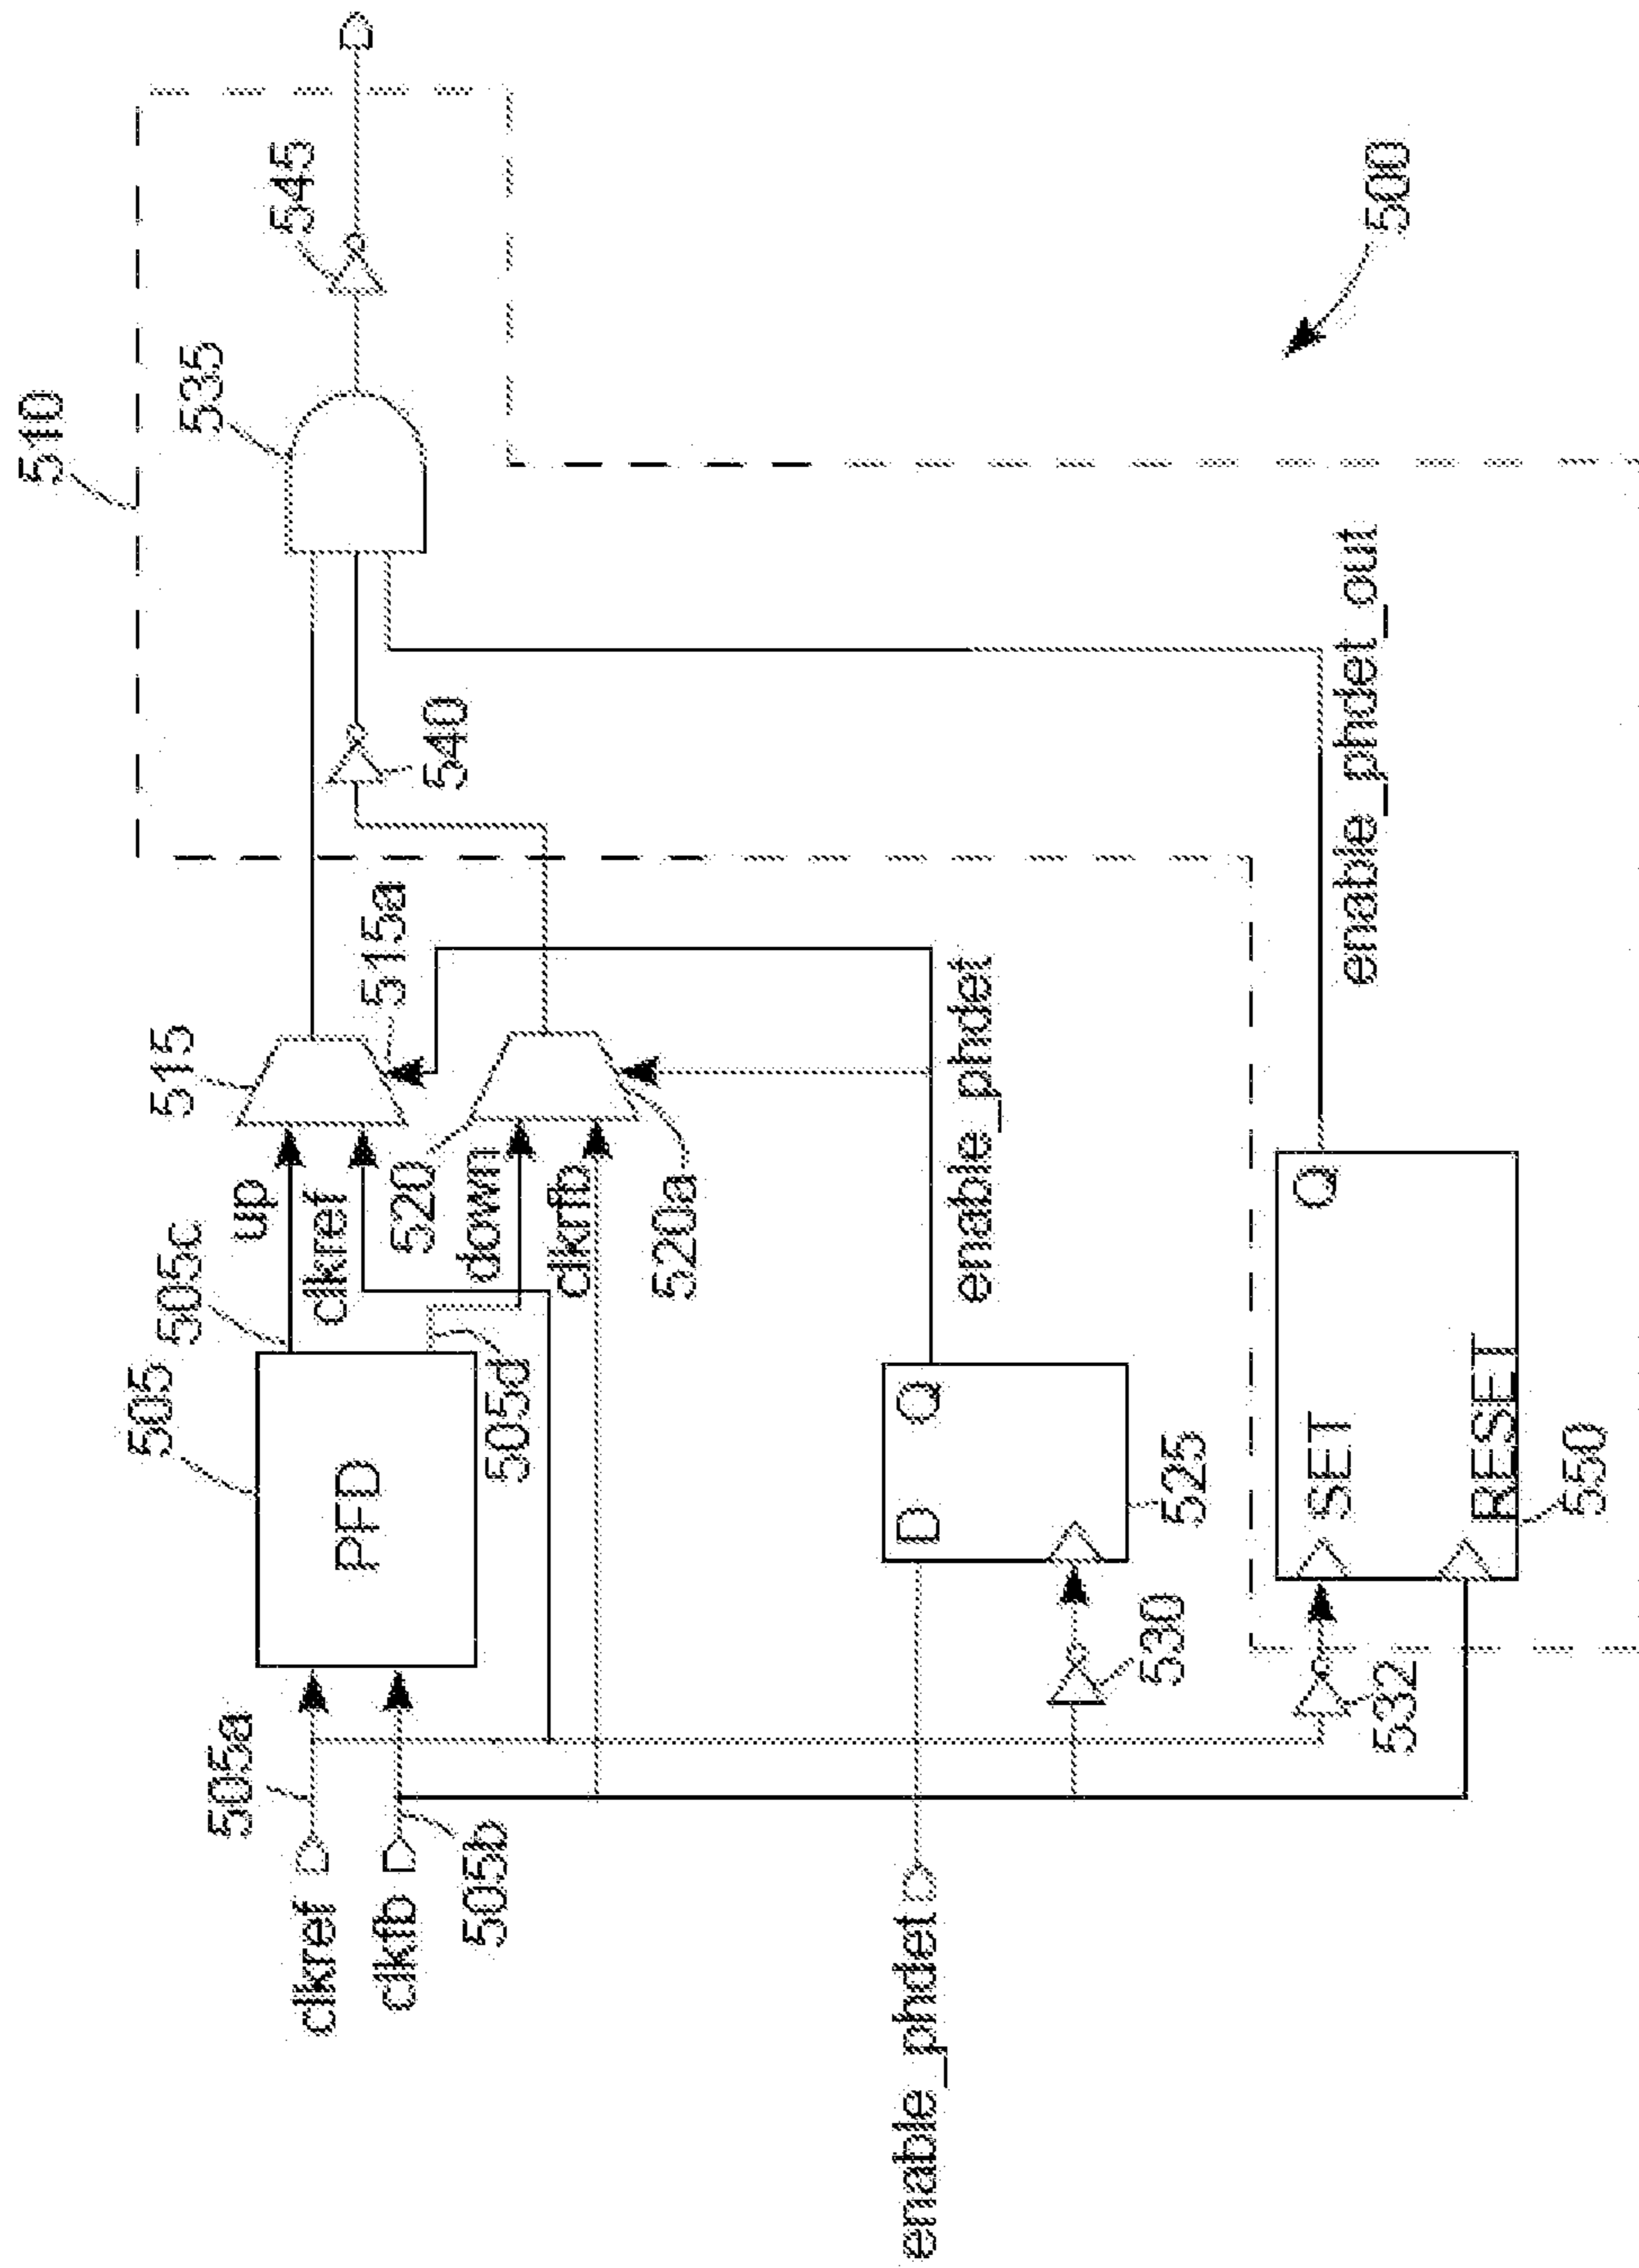 510
535
545
515
515a
540
505
505c
up
clkref
520
down
clkfb
520a
505d
PFD
505a
clkref
clkfb
505b
enable_phdet
D
Q
525
530
enable_phdet
532
SET
RESET
Q
550
enable_phdet_out
500